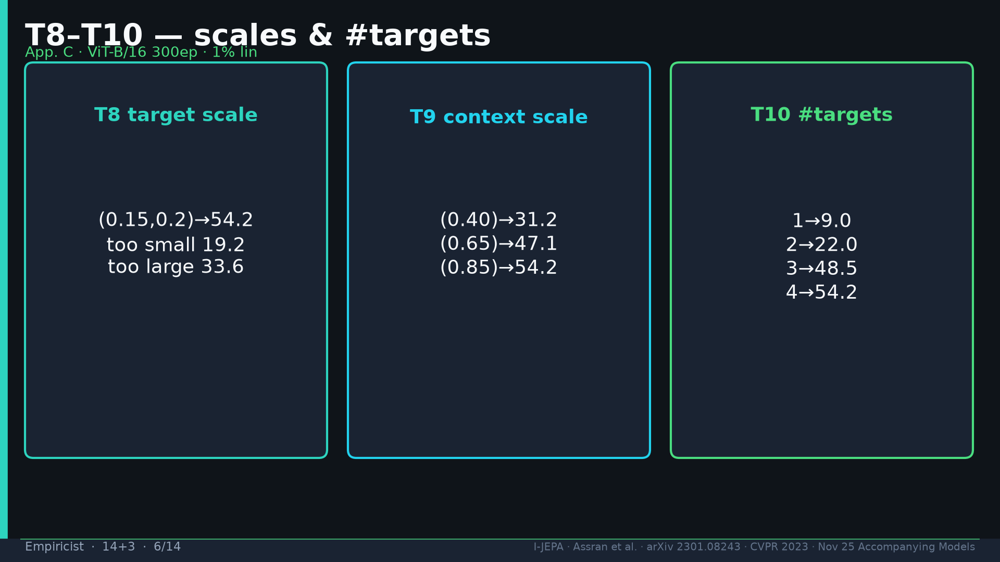 T8–T10 — scales & #targets
App. C · ViT-B/16 300ep · 1% lin
T8 target scale
(0.15,0.2)→54.2
too small 19.2
too large 33.6
T9 context scale
(0.40)→31.2
(0.65)→47.1
(0.85)→54.2
T10 #targets
1→9.0
2→22.0
3→48.5
4→54.2
Empiricist · 14+3 · 6/14
I-JEPA · Assran et al. · arXiv 2301.08243 · CVPR 2023 · Nov 25 Accompanying Models